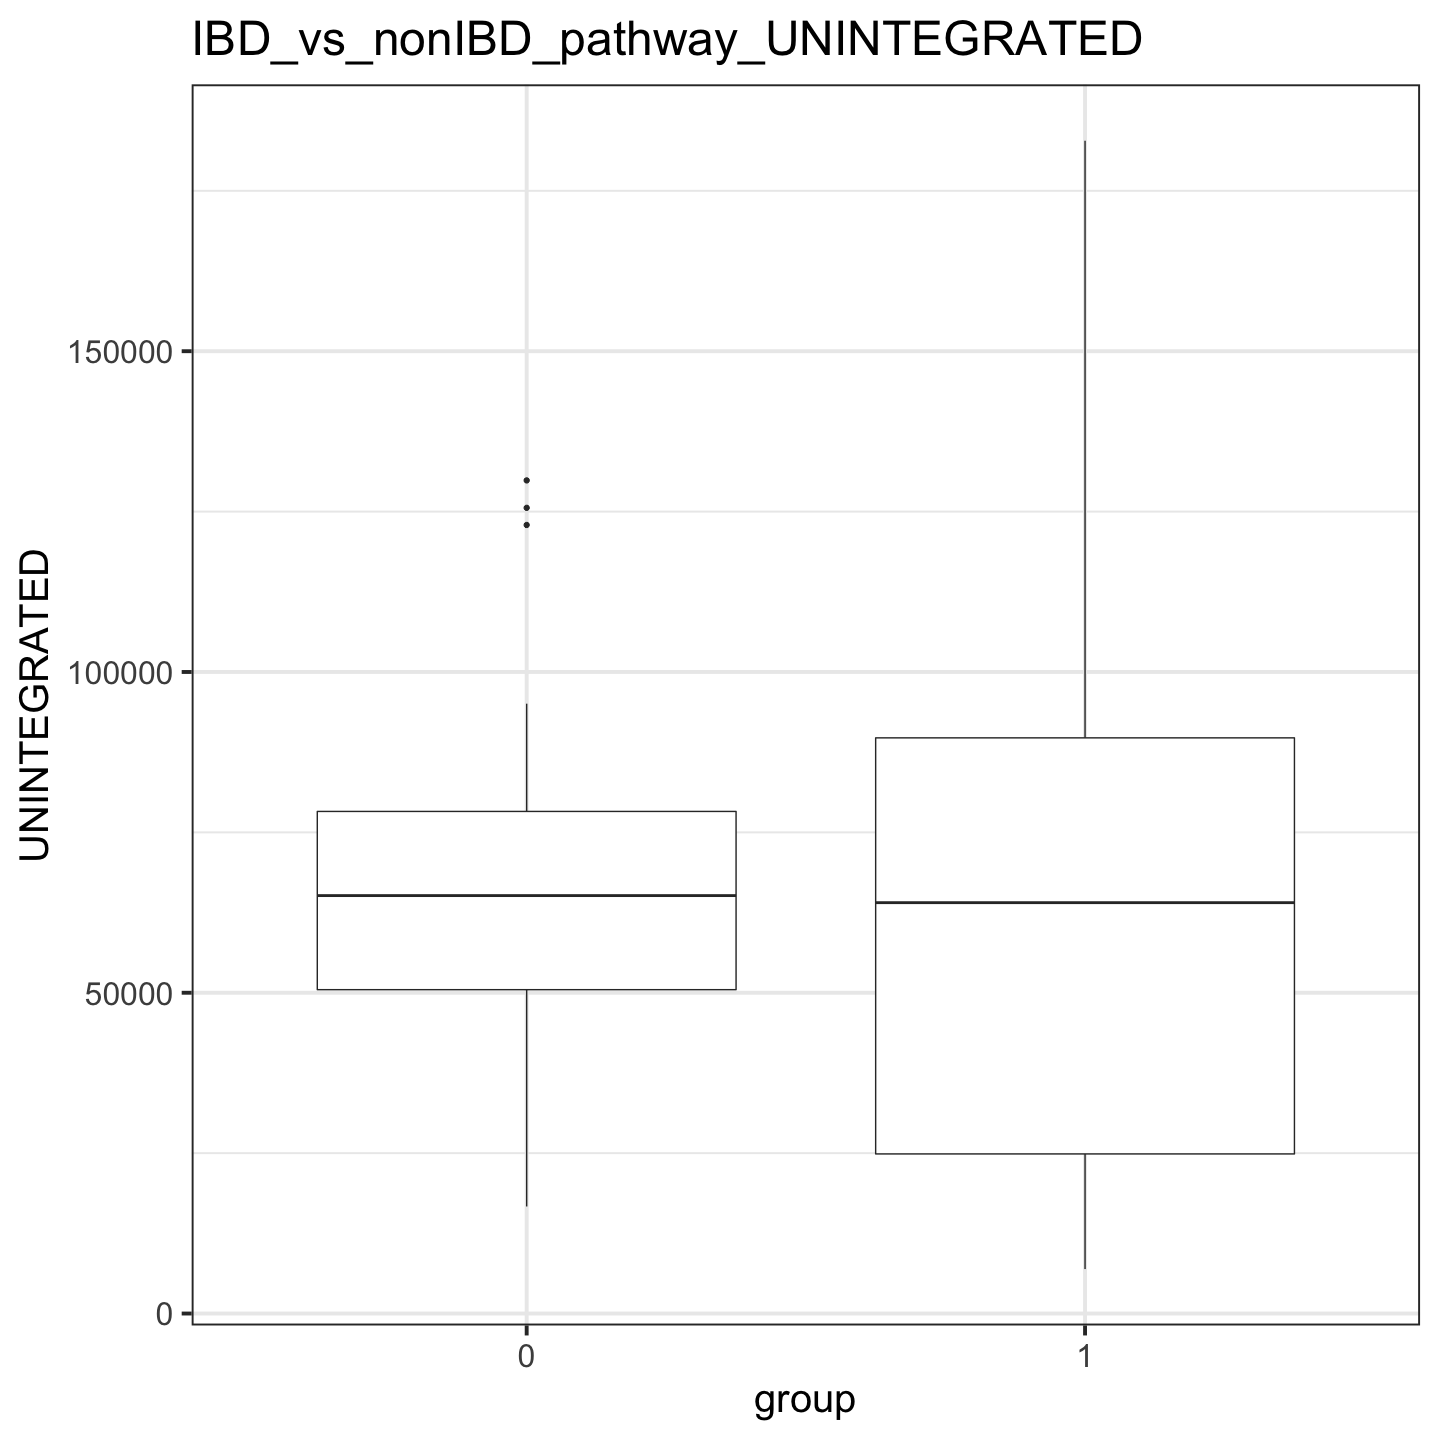 IBD_vs_nonIBD_pathway_UNINTEGRATED
UNINTEGRATED
150000
100000
50000
0
0 1
group